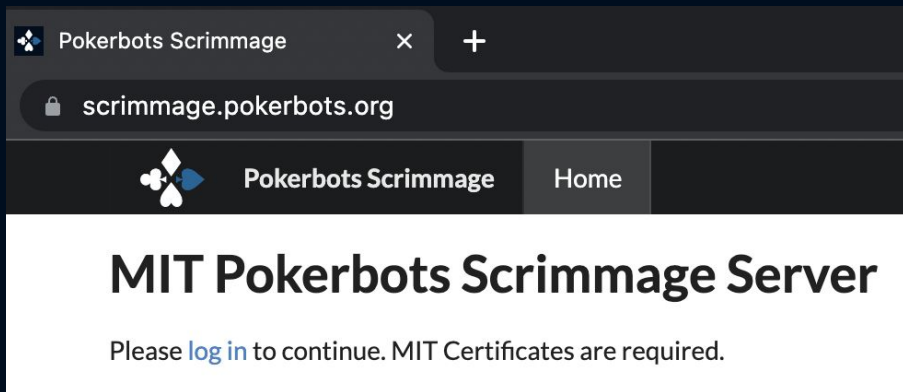 Pokerbots Scrimmage
scrimmage.pokerbots.org
Pokerbots Scrimmage Home
MIT Pokerbots Scrimmage Server
Please log in to continue. MIT Certificates are required.